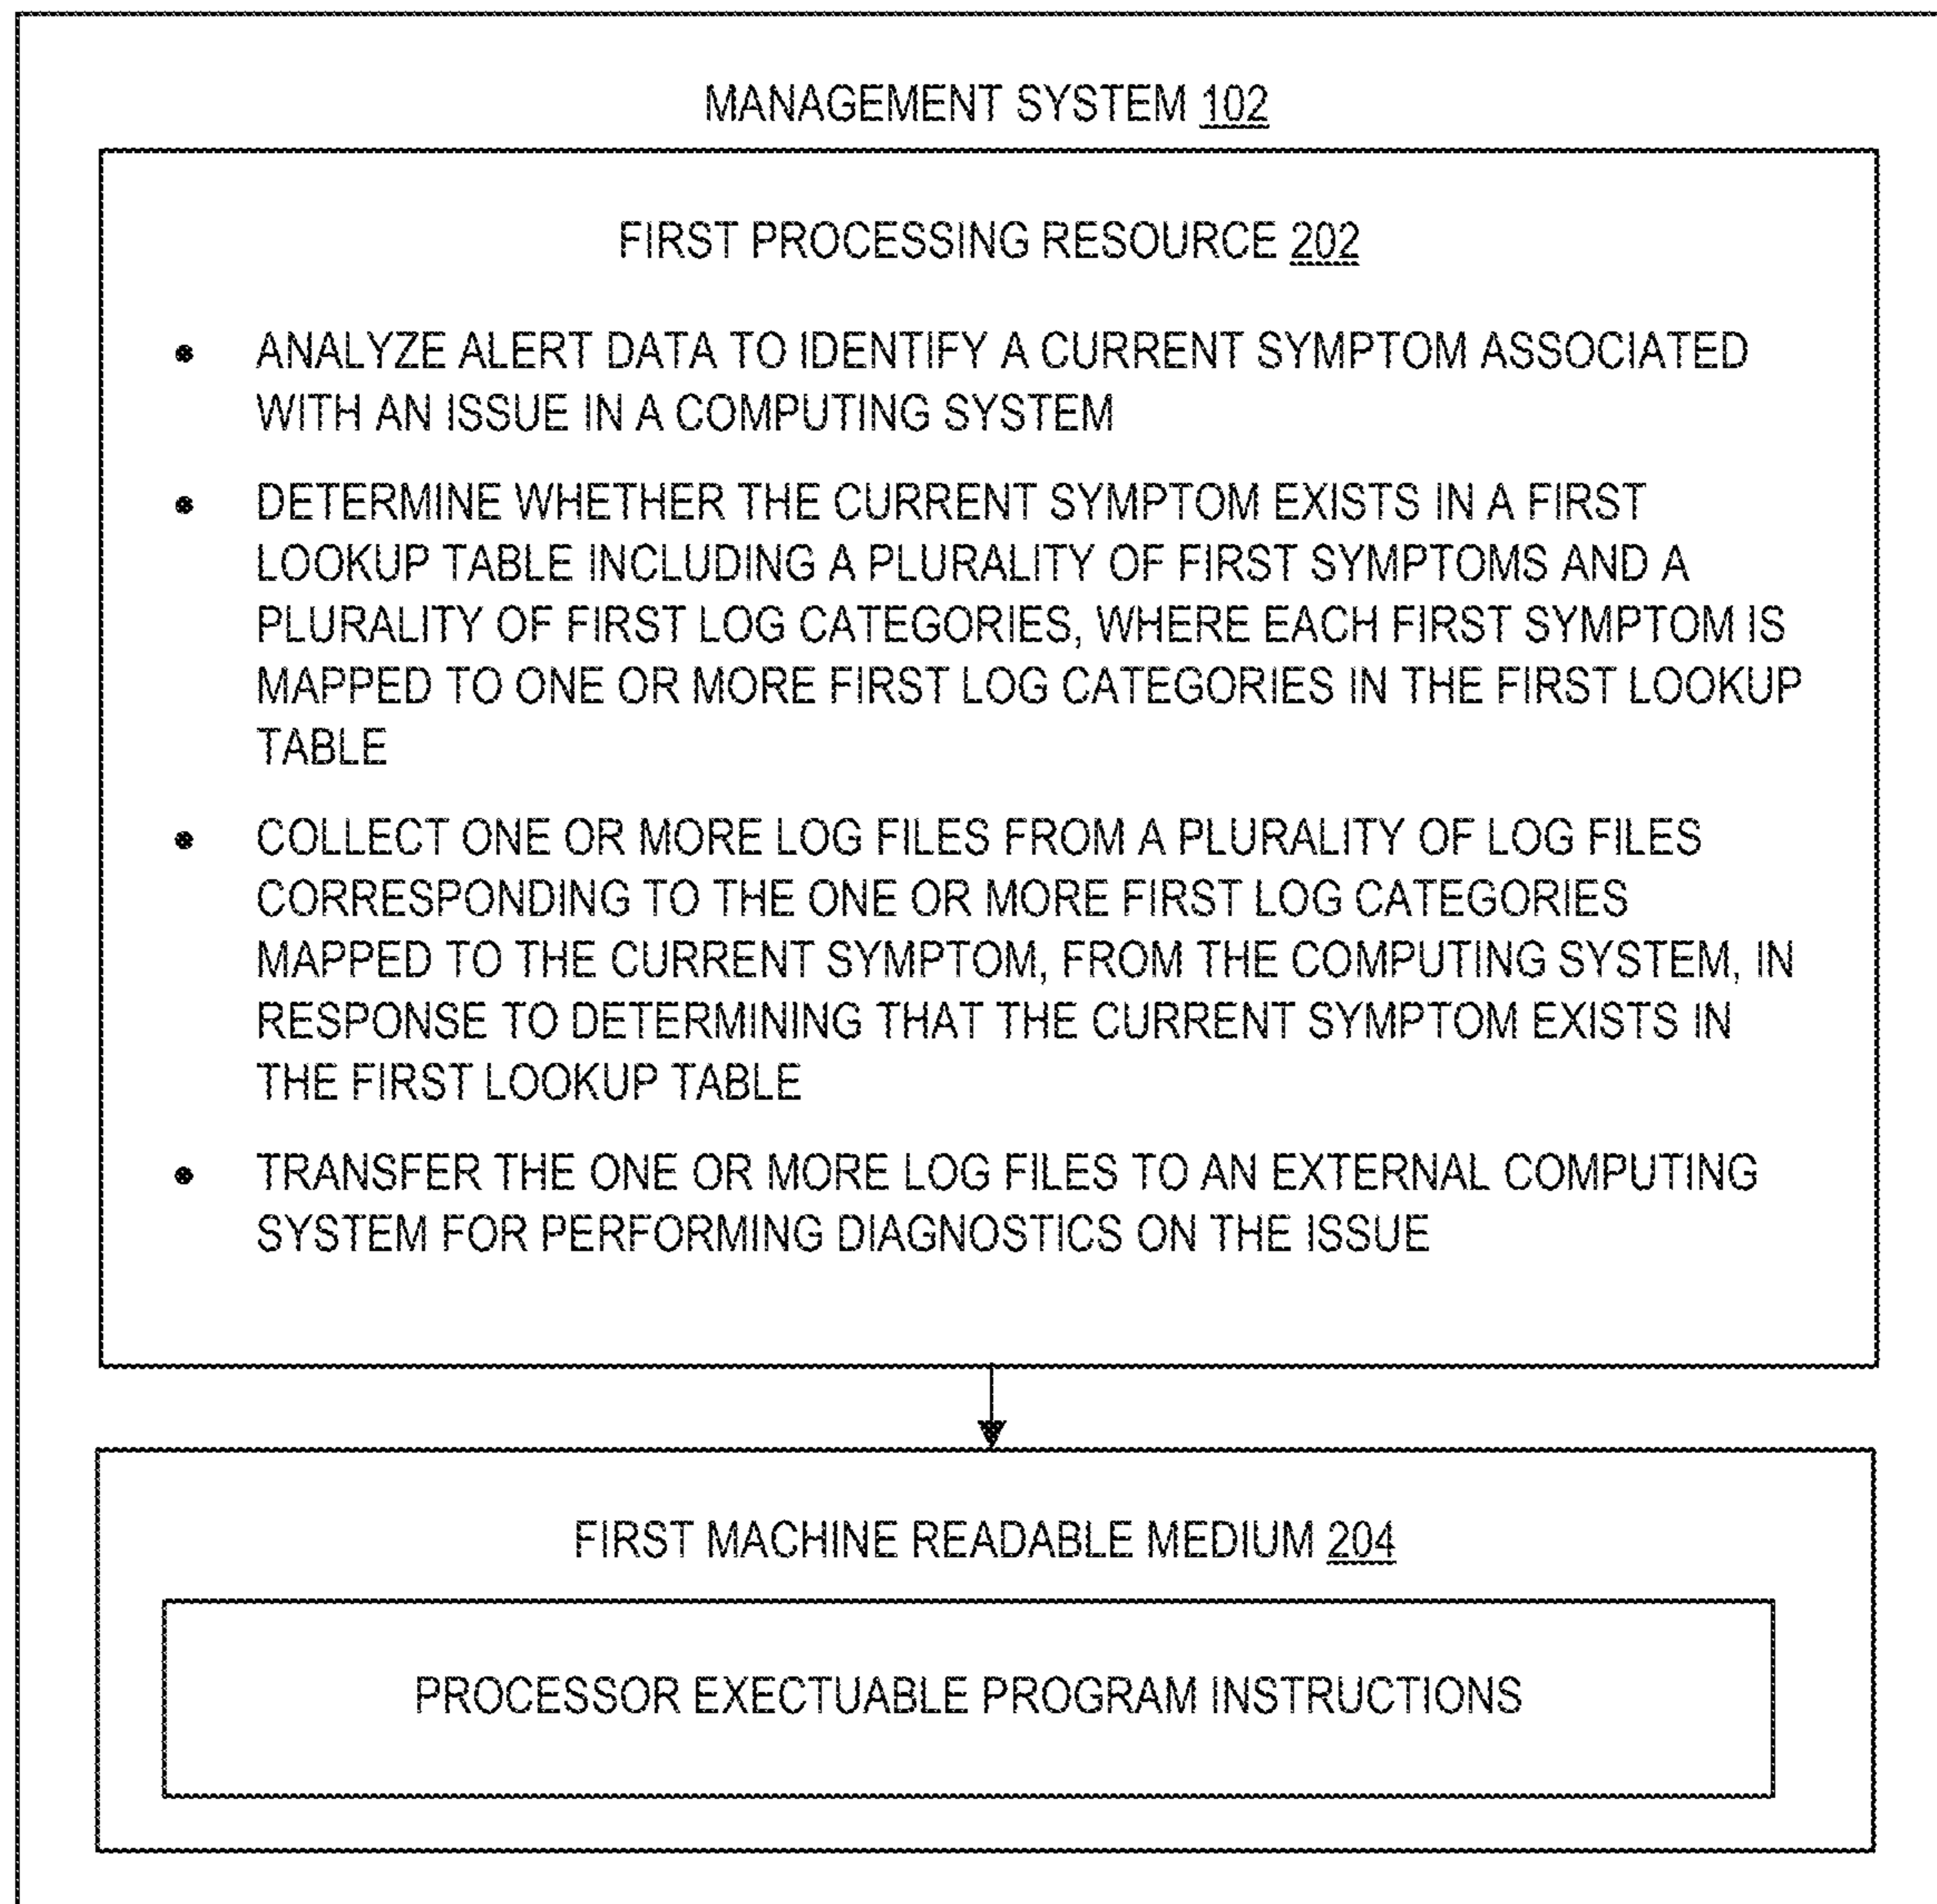 MANAGEMENT SYSTEM 102
FIRST PROCESSING RESOURCE 202
• ANALYZE ALERT DATA TO IDENTIFY A CURRENT SYMPTOM ASSOCIATED
WITH AN ISSUE IN A COMPUTING SYSTEM
• DETERMINE WHETHER THE CURRENT SYMPTOM EXISTS IN A FIRST
LOOKUP TABLE INCLUDING A PLURALITY OF FIRST SYMPTOMS AND A
PLURALITY OF FIRST LOG CATEGORIES, WHERE EACH FIRST SYMPTOM IS
MAPPED TO ONE OR MORE FIRST LOG CATEGORIES IN THE FIRST LOOKUP
TABLE
• COLLECT ONE OR MORE LOG FILES FROM A PLURALITY OF LOG FILES
CORRESPONDING TO THE ONE OR MORE FIRST LOG CATEGORIES
MAPPED TO THE CURRENT SYMPTOM, FROM THE COMPUTING SYSTEM, IN
RESPONSE TO DETERMINING THAT THE CURRENT SYMPTOM EXISTS IN
THE FIRST LOOKUP TABLE
• TRANSFER THE ONE OR MORE LOG FILES TO AN EXTERNAL COMPUTING
SYSTEM FOR PERFORMING DIAGNOSTICS ON THE ISSUE
FIRST MACHINE READABLE MEDIUM 204
PROCESSOR EXECTUABLE PROGRAM INSTRUCTIONS